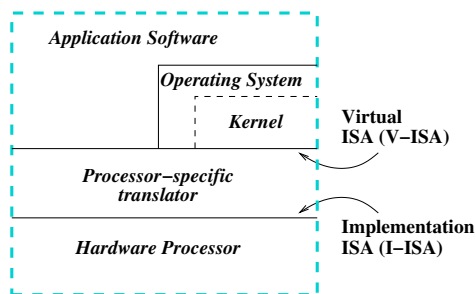 Application Software
Operating System
Kernel
Virtual
ISA (V−ISA)
Processor−specific
translator
Implementation
ISA (I−ISA)
Hardware Processor